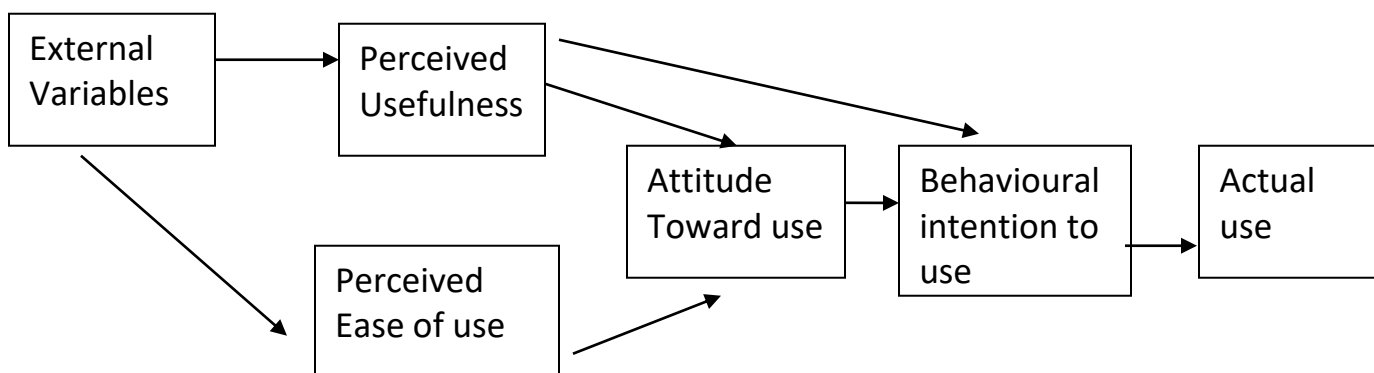 External
Variables
Perceived
Usefulness
Attitude
Toward use
Behavioural
intention to
use
Actual
use
Perceived
Ease of use